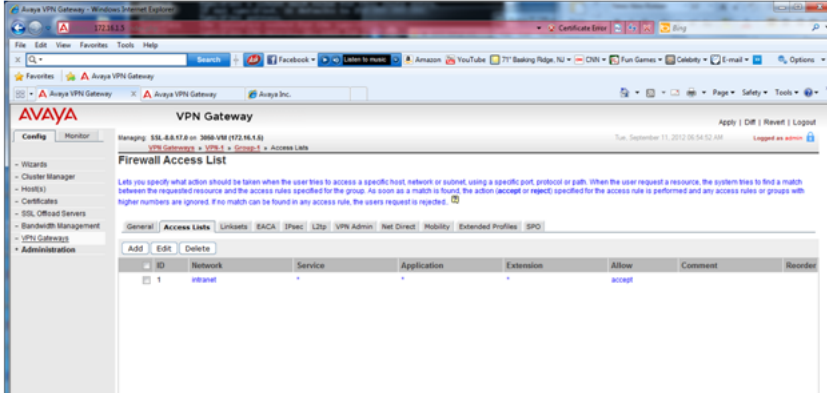 Avaya VPN Gateway - Windows Internet Explorer
172.16.1.5
Certificate Error
Bing
File Edit View Favorites Tools Help
Search
Facebook
Listen to music
Amazon
YouTube
71° Basking Ridge, NJ
CNN
Fun Games
Celebrity
E-mail
Options
Favorites
Avaya VPN Gateway
Avaya VPN Gateway
Avaya VPN Gateway
Avaya Inc.
Page Safety Tools
AVAYA
VPN Gateway
Apply | Diff | Revert | Logout
Config Monitor
Managing: SSL-8.0.17.0 on 3050-VM (172.16.1.5)
Tue, September 11, 2012 06:54:52 AM
Logged as admin
VPN Gateways » VPN-1 » Group-1 » Access Lists
Firewall Access List
Lets you specify what action should be taken when the user tries to access a specific host, network or subnet, using a specific port, protocol or path. When the user request a resource, the system tries to find a match
between the requested resource and the access rules specified for the group. As soon as a match is found, the action (accept or reject) specified for the access rule is performed and any access rules or groups with
higher numbers are ignored. If no match can be found in any access rule, the users request is rejected.
– Wizards
– Cluster Manager
– Host(s)
– Certificates
– SSL Offload Servers
– Bandwidth Management
– VPN Gateways
+ Administration
General Access Lists Linksets EACA IPsec L2tp VPN Admin Net Direct Mobility Extended Profiles SPO
Add Edit Delete
ID Network Service Application Extension Allow Comment Reorder
1 intranet * * * accept